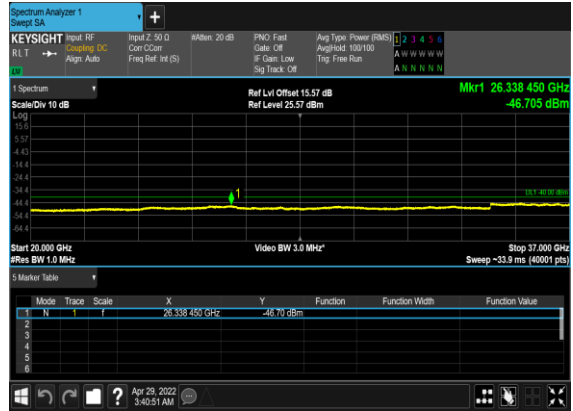 Spectrum Analyzer 1
Swept SA
+
KEYSIGHT Input: RF Input Z: 50 Ω #Atten: 20 dB PNO: Fast Avg Type: Power (RMS) 1 2 3 4 5 6
RLT Coupling: DC Corr CCorr Gate: Off Avg|Hold: 100/100 A W W W W W
Align: Auto Freq Ref: Int (S) IF Gain: Low Trig: Free Run
Sig Track: Off A N N N N N
1 Spectrum Ref Lvl Offset 15.57 dB Mkr1 26.338 450 GHz
Scale/Div 10 dB Ref Level 25.57 dBm -46.705 dBm
Log
15.6
5.57
-4.43
-14.4
-24.4
-34.4
1
DL1 -40.00 dBm
-44.4
-54.4
-64.4
Start 20.000 GHz Video BW 3.0 MHz* Stop 37.000 GHz
#Res BW 1.0 MHz Sweep ~33.9 ms (40001 pts)
5 Marker Table
Mode Trace Scale X Y Function Function Width Function Value
1 N 1 f 26.338 450 GHz -46.70 dBm
2
3
4
5
6
? Apr 29, 2022
3:40:51 AM